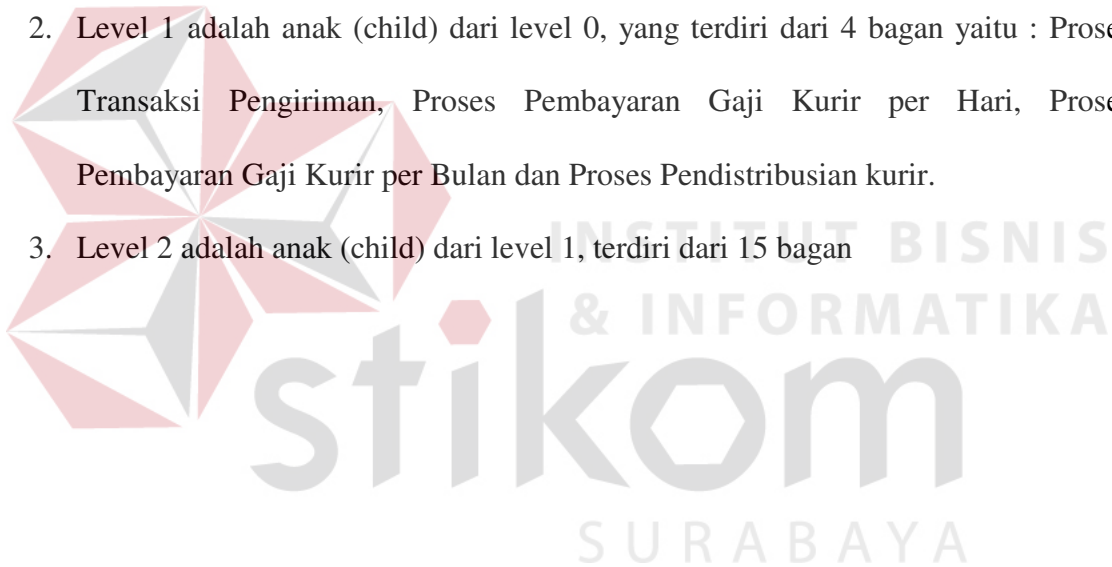 2. Level 1 adalah anak (child) dari level 0, yang terdiri dari 4 bagan yaitu : Prose
Transaksi Pengiriman, Proses Pembayaran Gaji Kurir per Hari, Prose
Pembayaran Gaji Kurir per Bulan dan Proses Pendistribusian kurir.
3. Level 2 adalah anak (child) dari level 1, terdiri dari 15 bagan
INSTITUT BISNIS
& INFORMATIKA
stikom
SURABAYA